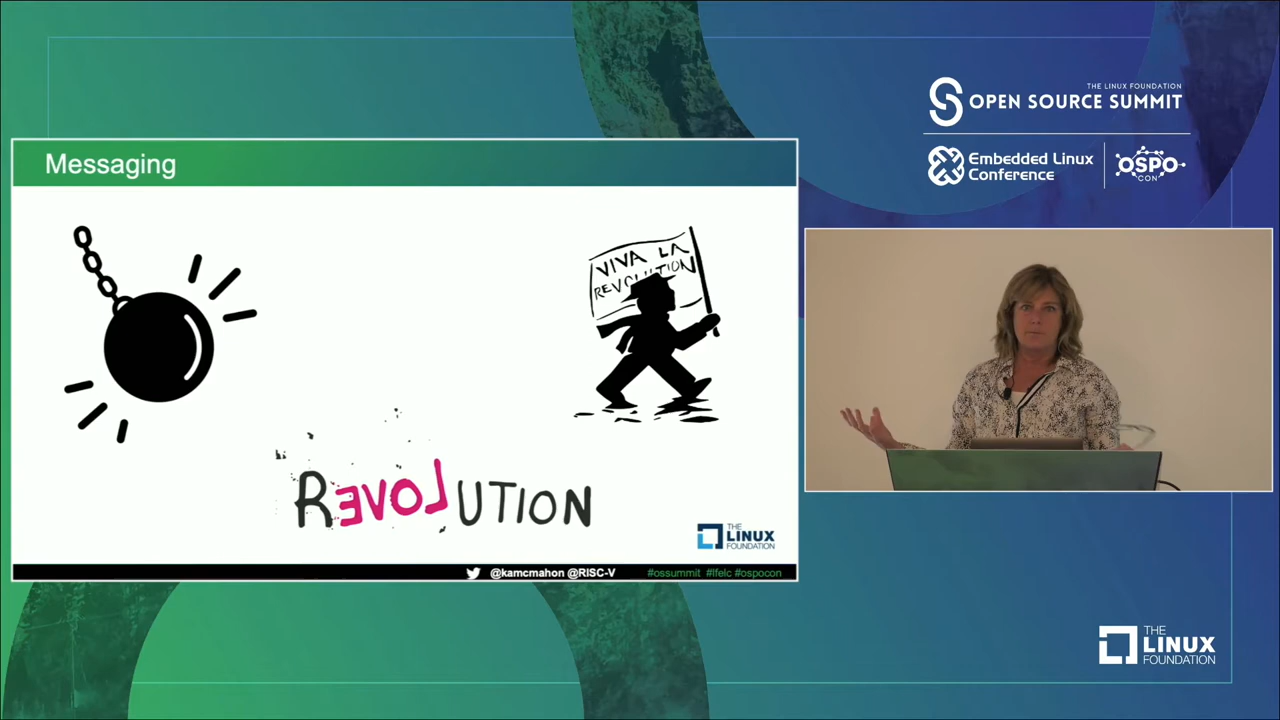 THE LINUX FOUNDATION
OPEN SOURCE SUMMIT
Embedded Linux
Conference
OSPO
CON
Messaging
VIVA LA
REVOLUTION
REVOLUTION
THE
LINUX
FOUNDATION
@kamcmahon @RISC-V
#ossummit #lfelc #ospocon
THE
LINUX
FOUNDATION